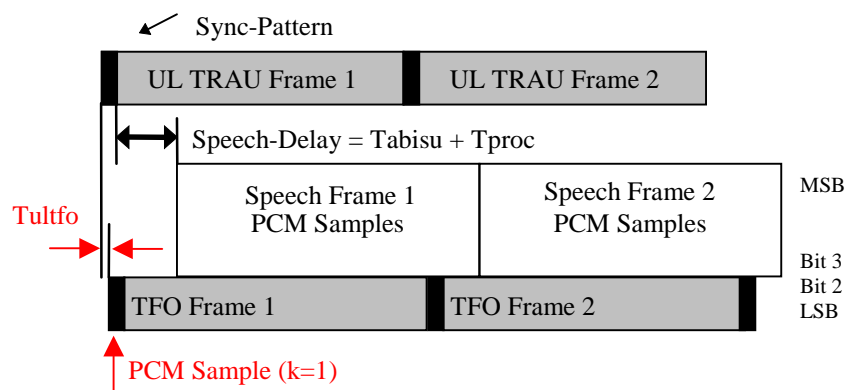 Sync-Pattern
UL TRAU Frame 1
UL TRAU Frame 2
Speech-Delay = Tabisu + Tproc
Speech Frame 1
PCM Samples
Speech Frame 2
PCM Samples
MSB
Tultfo
Bit 3
Bit 2
LSB
TFO Frame 1
TFO Frame 2
PCM Sample (k=1)